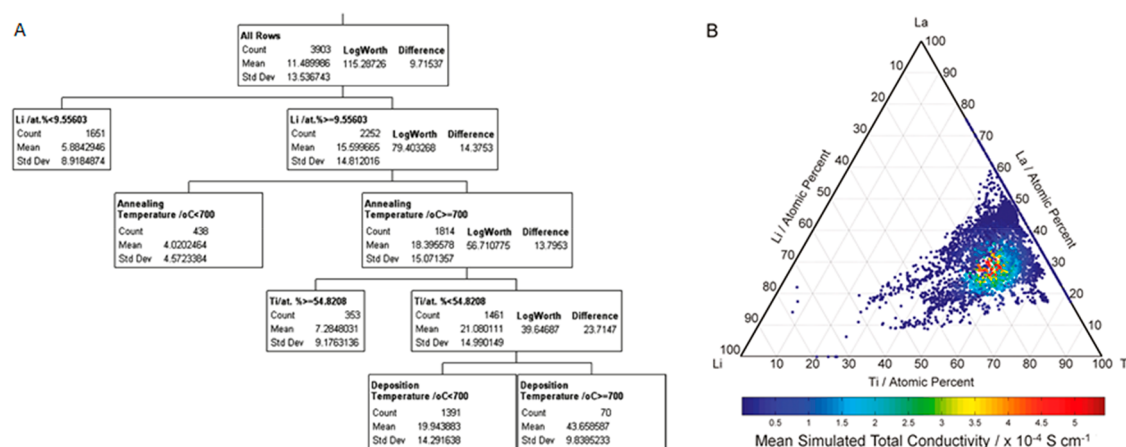 A
All Rows
Count 3903 LogWorth Difference
Mean 11.489986 115.28726 9.71537
Std Dev 13.536743
Li /at.%<9.55603
Count 1651
Mean 5.8842946
Std Dev 8.9184874
Li /at.%>=9.55603
Count 2252 LogWorth Difference
Mean 15.599665 79.403268 14.3753
Std Dev 14.812016
Annealing
Temperature /oC<700
Count 438
Mean 4.0202464
Std Dev 4.5723384
Annealing
Temperature /oC>=700
Count 1814 LogWorth Difference
Mean 18.395578 56.710775 13.7953
Std Dev 15.071357
Ti/at. %>=54.8208
Count 353
Mean 7.2848031
Std Dev 9.1763136
Ti/at. %<54.8208
Count 1461 LogWorth Difference
Mean 21.080111 39.64687 23.7147
Std Dev 14.990149
Deposition
Temperature /oC<700
Count 1391
Mean 19.943883
Std Dev 14.291638
Deposition
Temperature /oC>=700
Count 70
Mean 43.658587
Std Dev 9.8385233
B
La
100
10 90
20 80
30 70
40 60
50 50
60 40
70 30
80 20
90 10
100
Li / Atomic Percent
La / Atomic Percent
Li
10 20 30 40 50 60 70 80 90 100
T
Ti / Atomic Percent
0.5 1 1.5 2 2.5 3 3.5 4 4.5 5
Mean Simulated Total Conductivity / x 10⁻⁴ S cm⁻¹